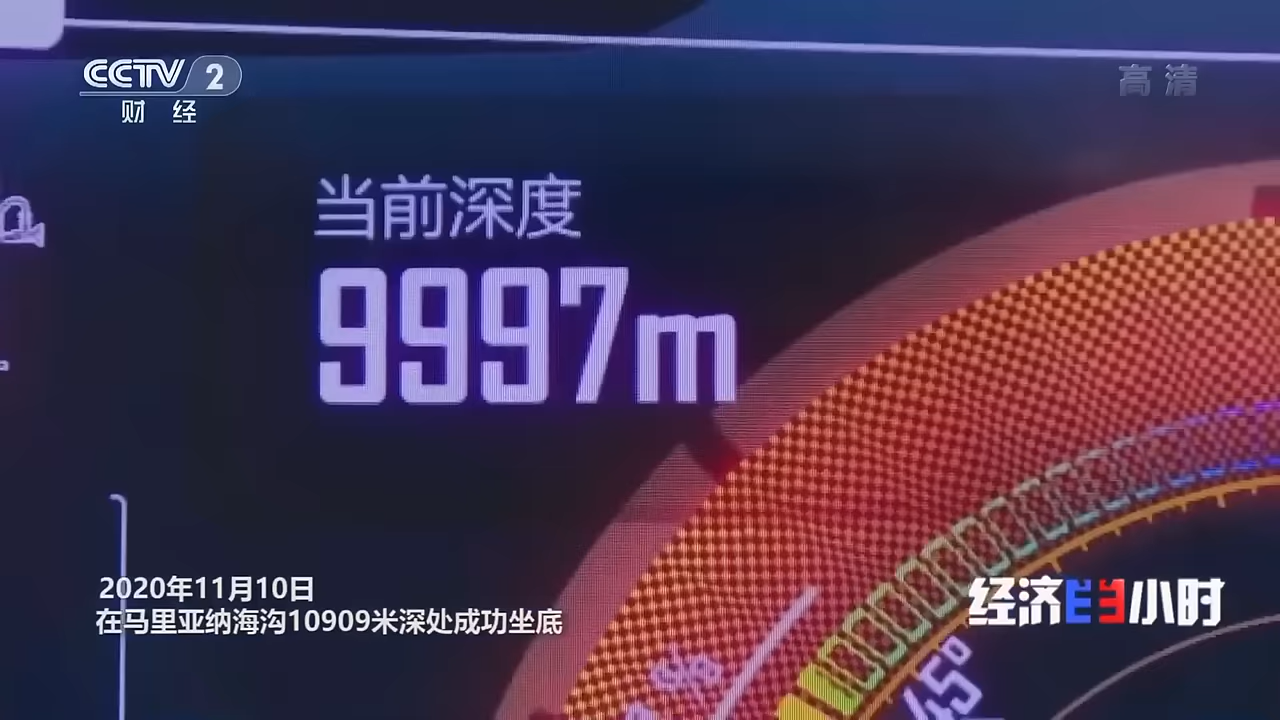 CCTV 2
财经
高清
当前深度
9997m
2020年11月10日
在马里亚纳海沟10909米深处成功坐底
经济半小时
%
45°